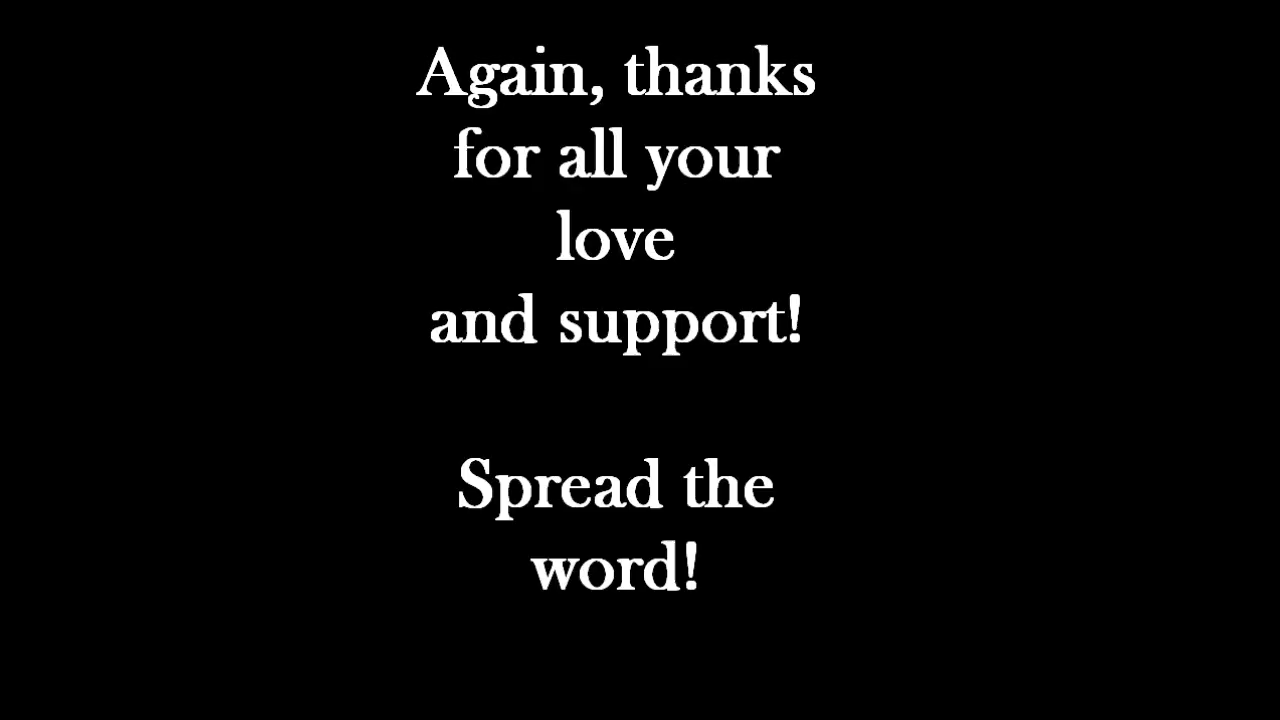 Again, thanks
for all your
love
and support!
Spread the
word!